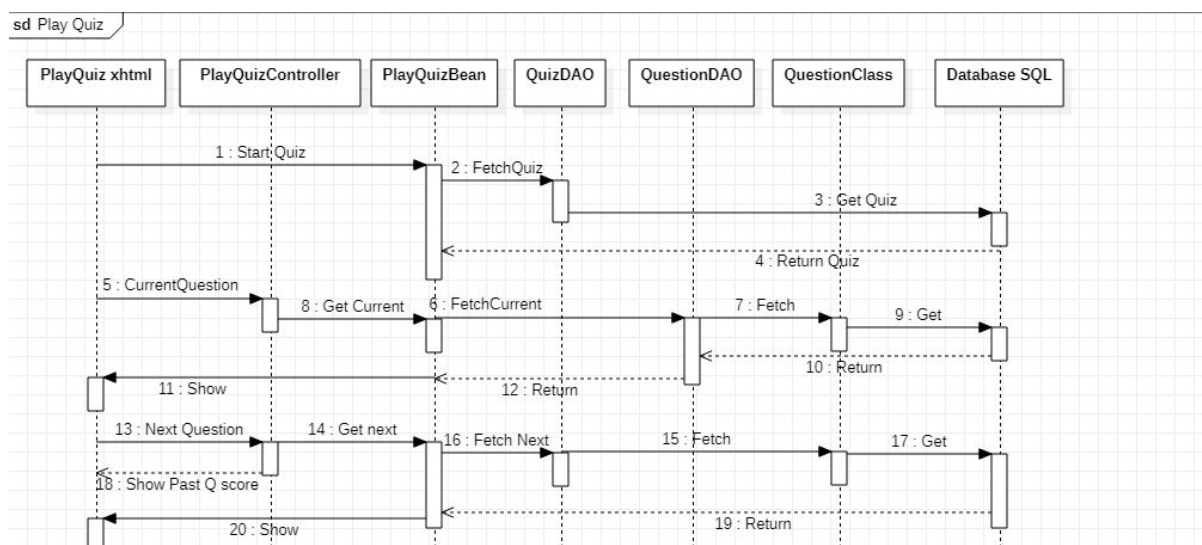 sd Play Quiz
PlayQuiz xhtml
PlayQuizController
PlayQuizBean
QuizDAO
QuestionDAO
QuestionClass
Database SQL
1 : Start Quiz
2 : FetchQuiz
3 : Get Quiz
4 : Return Quiz
5 : CurrentQuestion
8 : Get Current
6 : FetchCurrent
7 : Fetch
9 : Get
10 : Return
11 : Show
12 : Return
13 : Next Question
14 : Get next
16 : Fetch Next
15 : Fetch
17 : Get
18 : Show Past Q score
19 : Return
20 : Show